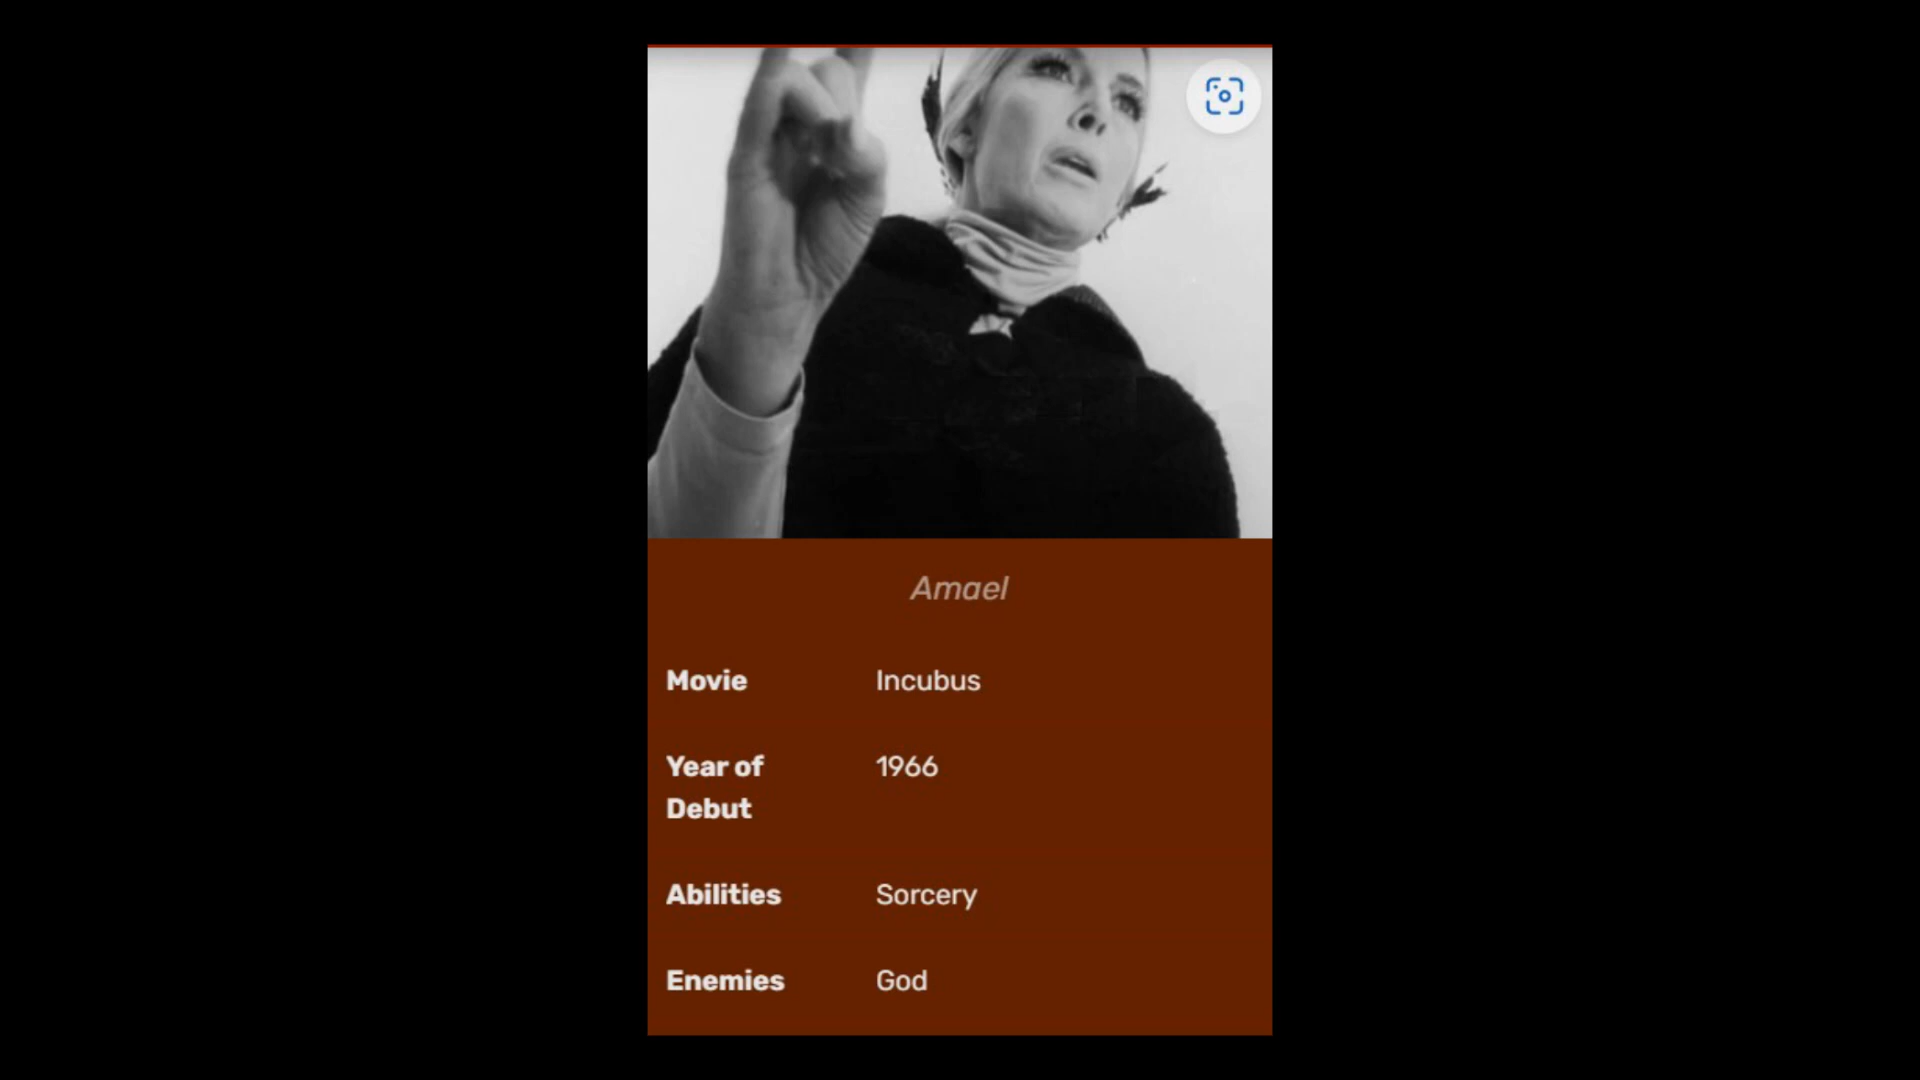 Amael
Movie Incubus
Year of 1966
Debut
Abilities Sorcery
Enemies God